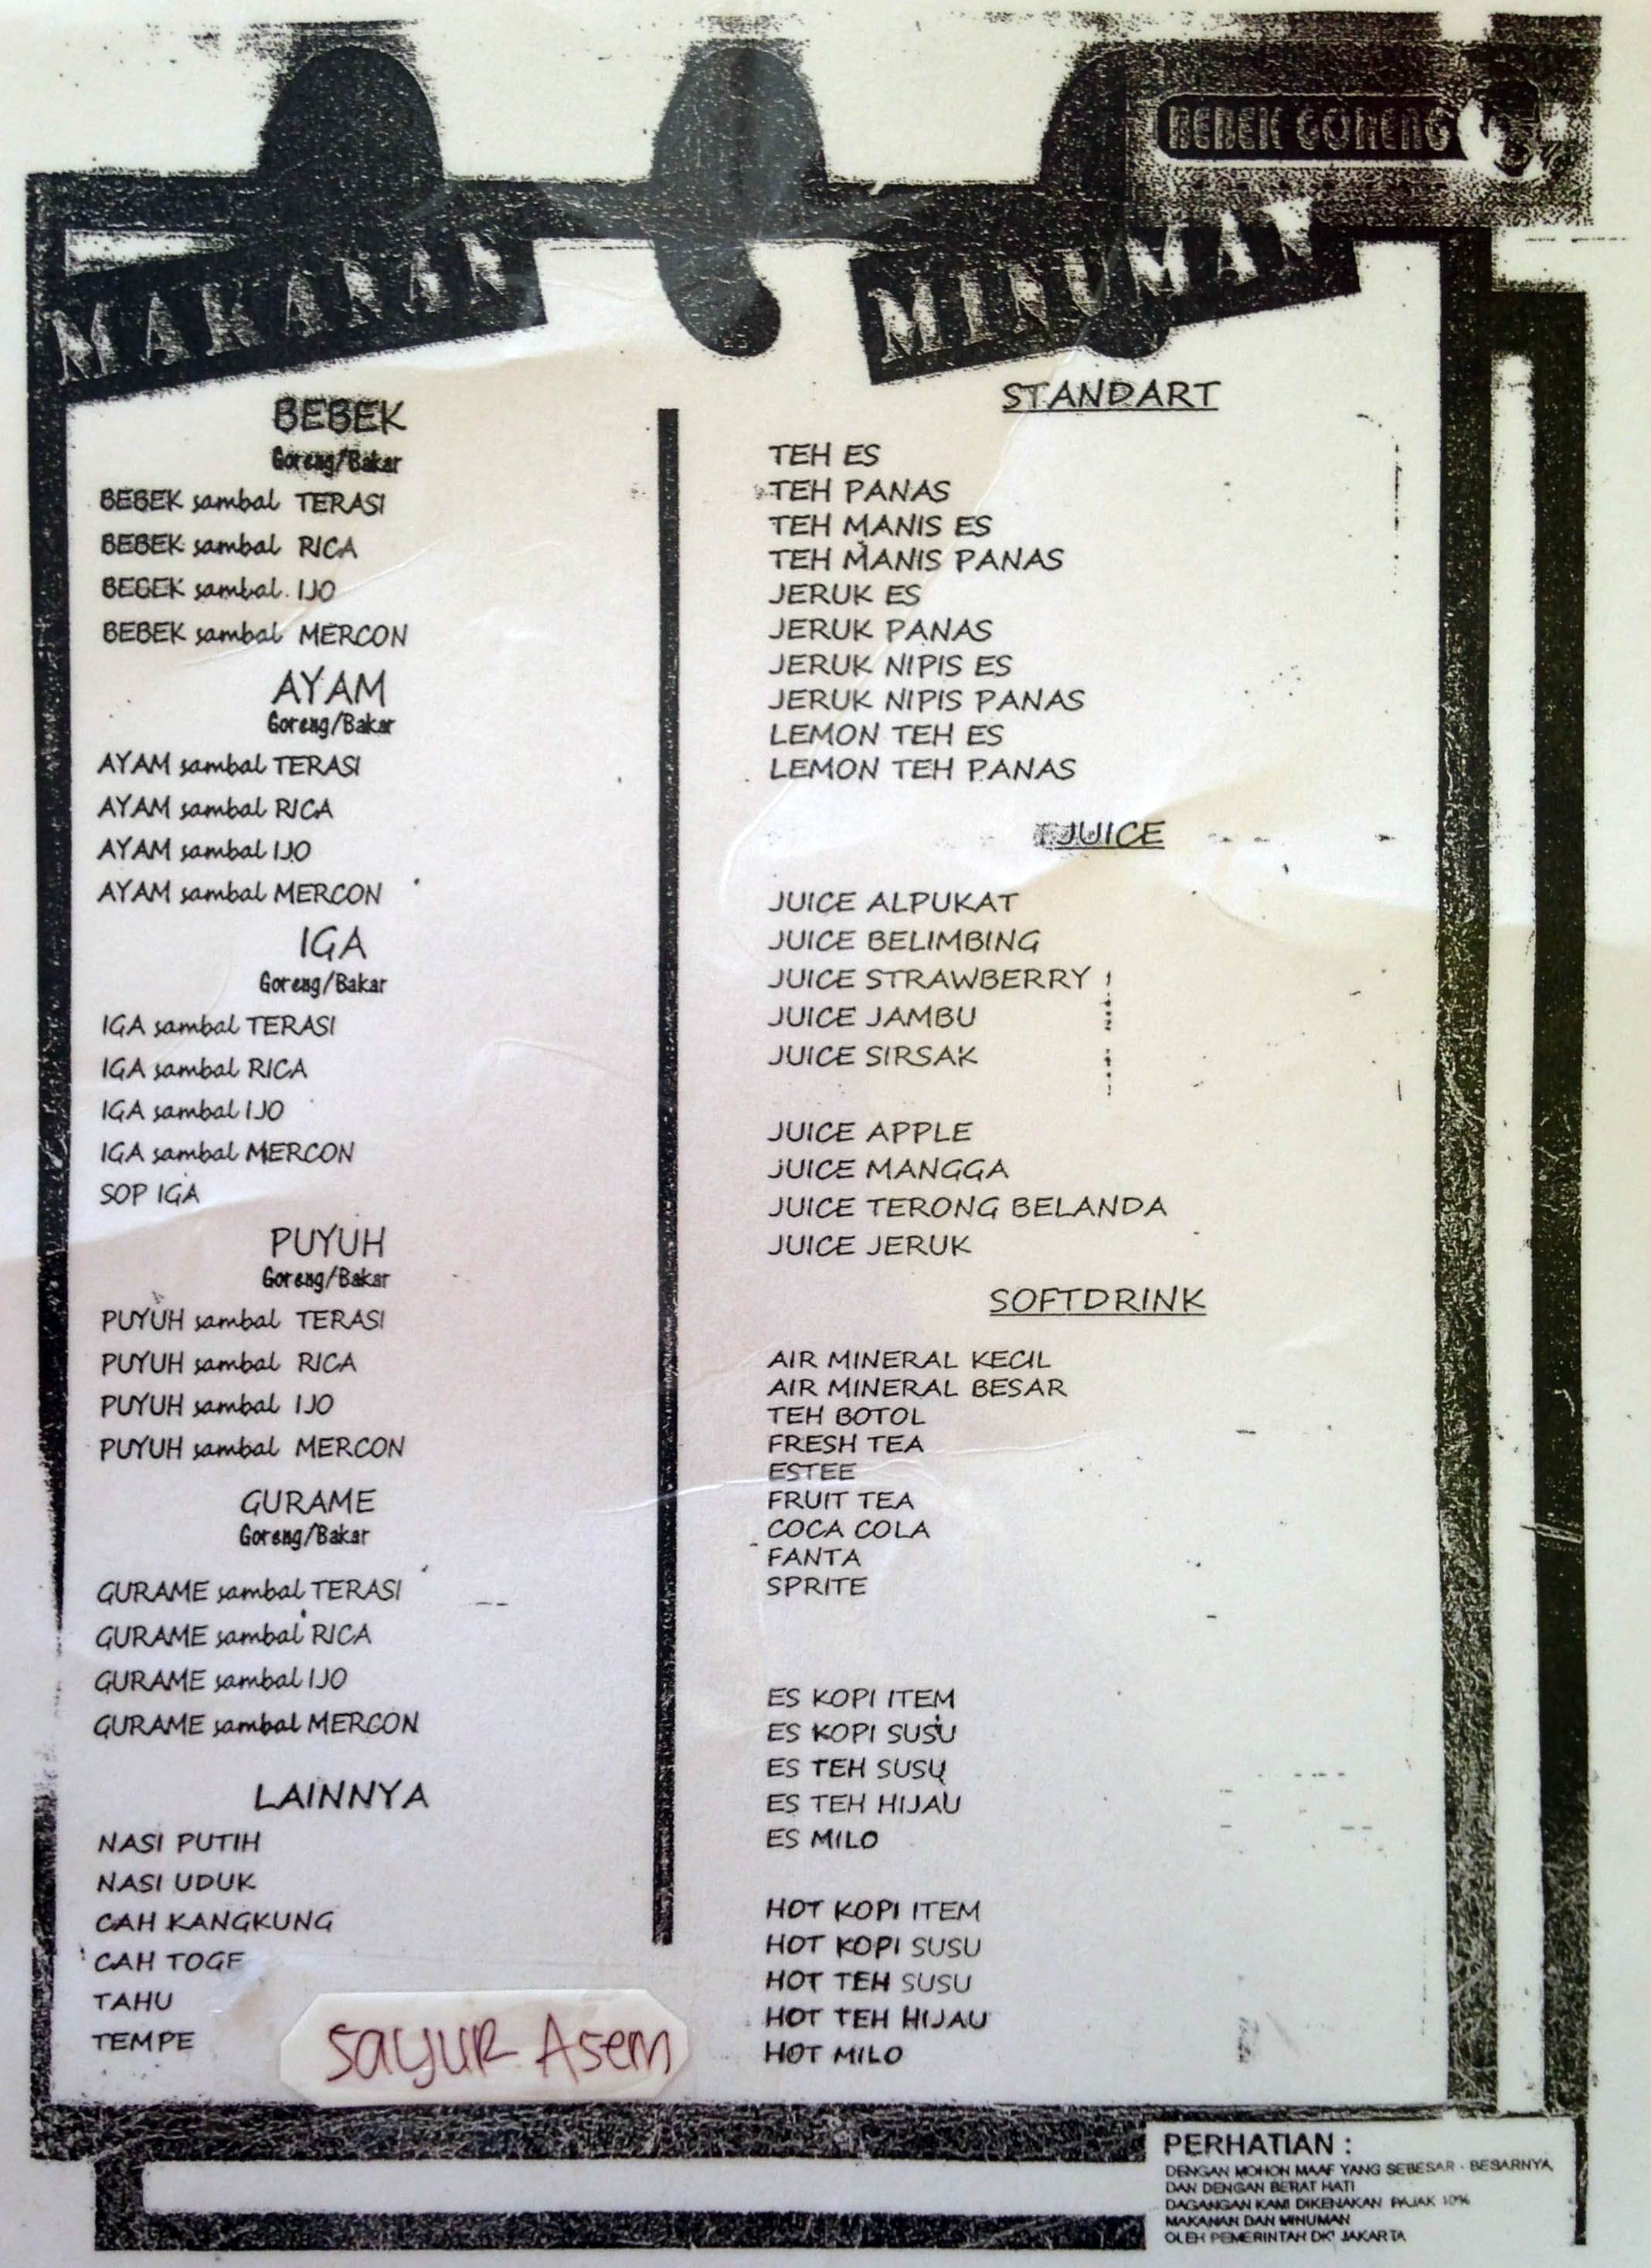 BEBEK GORENG
MAKANAN
BEBEK
Goreng/Bakar
BEBEK sambal TERASI
BEBEK sambal RICA
BEBEK sambal IJO
BEBEK sambal MERCON
AYAM
Goreng/Bakar
AYAM sambal TERASI
AYAM sambal RICA
AYAM sambal IJO
AYAM sambal MERCON
IGA
Goreng/Bakar
IGA sambal TERASI
IGA sambal RICA
IGA sambal IJO
IGA sambal MERCON
SOP IGA
PUYUH
Goreng/Bakar
PUYUH sambal TERASI
PUYUH sambal RICA
PUYUH sambal IJO
PUYUH sambal MERCON
GURAME
Goreng/Bakar
GURAME sambal TERASI
GURAME sambal RICA
GURAME sambal IJO
GURAME sambal MERCON
LAINNYA
NASI PUTIH
NASI UDUK
CAH KANGKUNG
CAH TOGE
TAHU
TEMPE
Sayur Asem
MINUMAN
STANDART
TEH ES
TEH PANAS
TEH MANIS ES
TEH MANIS PANAS
JERUK ES
JERUK PANAS
JERUK NIPIS ES
JERUK NIPIS PANAS
LEMON TEH ES
LEMON TEH PANAS
JUICE
JUICE ALPUKAT
JUICE BELIMBING
JUICE STRAWBERRY
JUICE JAMBU
JUICE SIRSAK
JUICE APPLE
JUICE MANGGA
JUICE TERONG BELANDA
JUICE JERUK
SOFTDRINK
AIR MINERAL KECIL
AIR MINERAL BESAR
TEH BOTOL
FRESH TEA
ESTEE
FRUIT TEA
COCA COLA
FANTA
SPRITE
ES KOPI ITEM
ES KOPI SUSU
ES TEH SUSU
ES TEH HIJAU
ES MILO
HOT KOPI ITEM
HOT KOPI SUSU
HOT TEH SUSU
HOT TEH HIJAU
HOT MILO
PERHATIAN :
DENGAN MOHON MAAF YANG SEBESAR - BESARNYA
DAN DENGAN BERAT HATI
DAGANGAN KAMI DIKENAKAN PAJAK 10%
MAKANAN DAN MINUMAN
OLEH PEMERINTAH DKI JAKARTA